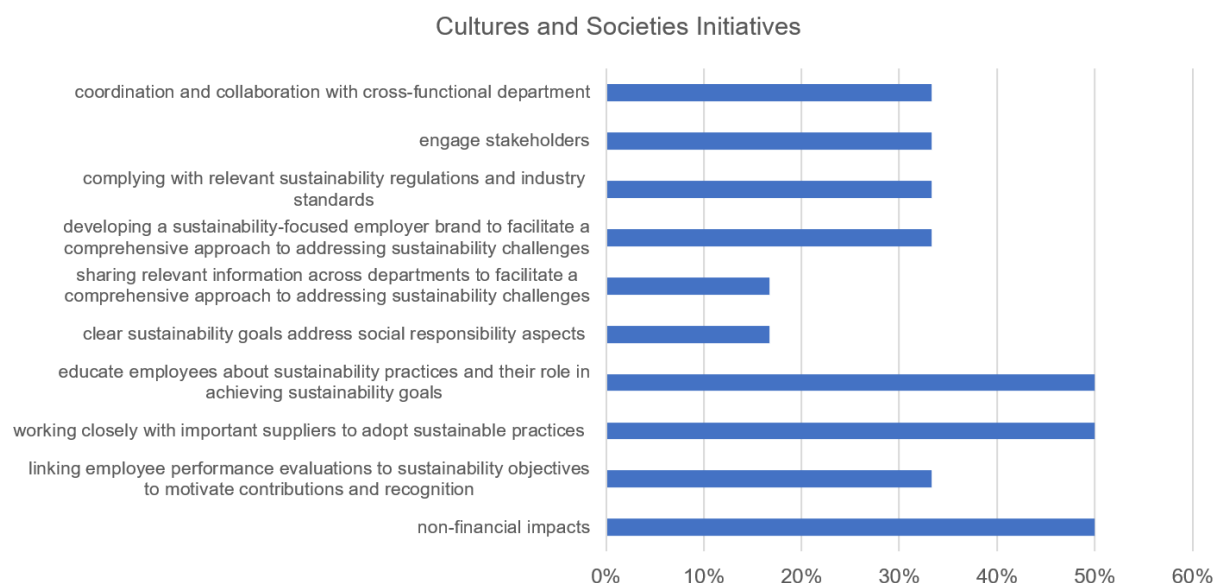 Cultures and Societies Initiatives
coordination and collaboration with cross-functional department
engage stakeholders
complying with relevant sustainability regulations and industry
standards
developing a sustainability-focused employer brand to facilitate a
comprehensive approach to addressing sustainability challenges
sharing relevant information across departments to facilitate a
comprehensive approach to addressing sustainability challenges
clear sustainability goals address social responsibility aspects
educate employees about sustainability practices and their role in
achieving sustainability goals
working closely with important suppliers to adopt sustainable practices
linking employee performance evaluations to sustainability objectives
to motivate contributions and recognition
non-financial impacts
0% 10% 20% 30% 40% 50% 60%